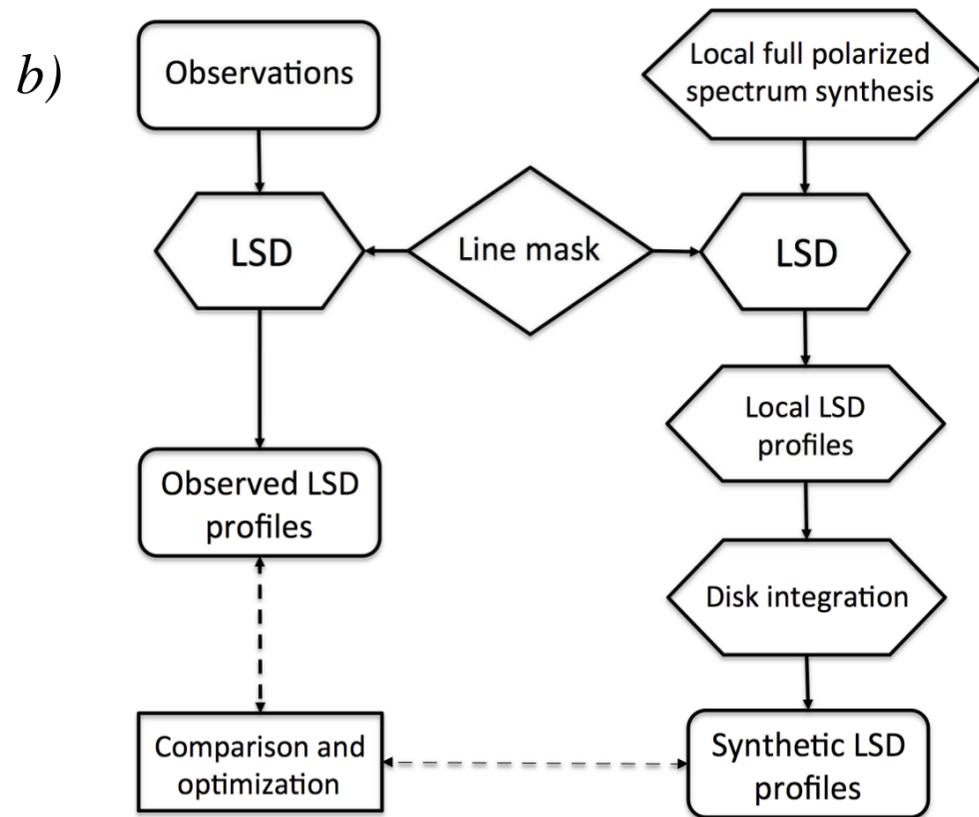 b)
Observations
Local full polarized
spectrum synthesis
LSD
Line mask
LSD
Local LSD
profiles
Observed LSD
profiles
Disk integration
Comparison and
optimization
Synthetic LSD
profiles